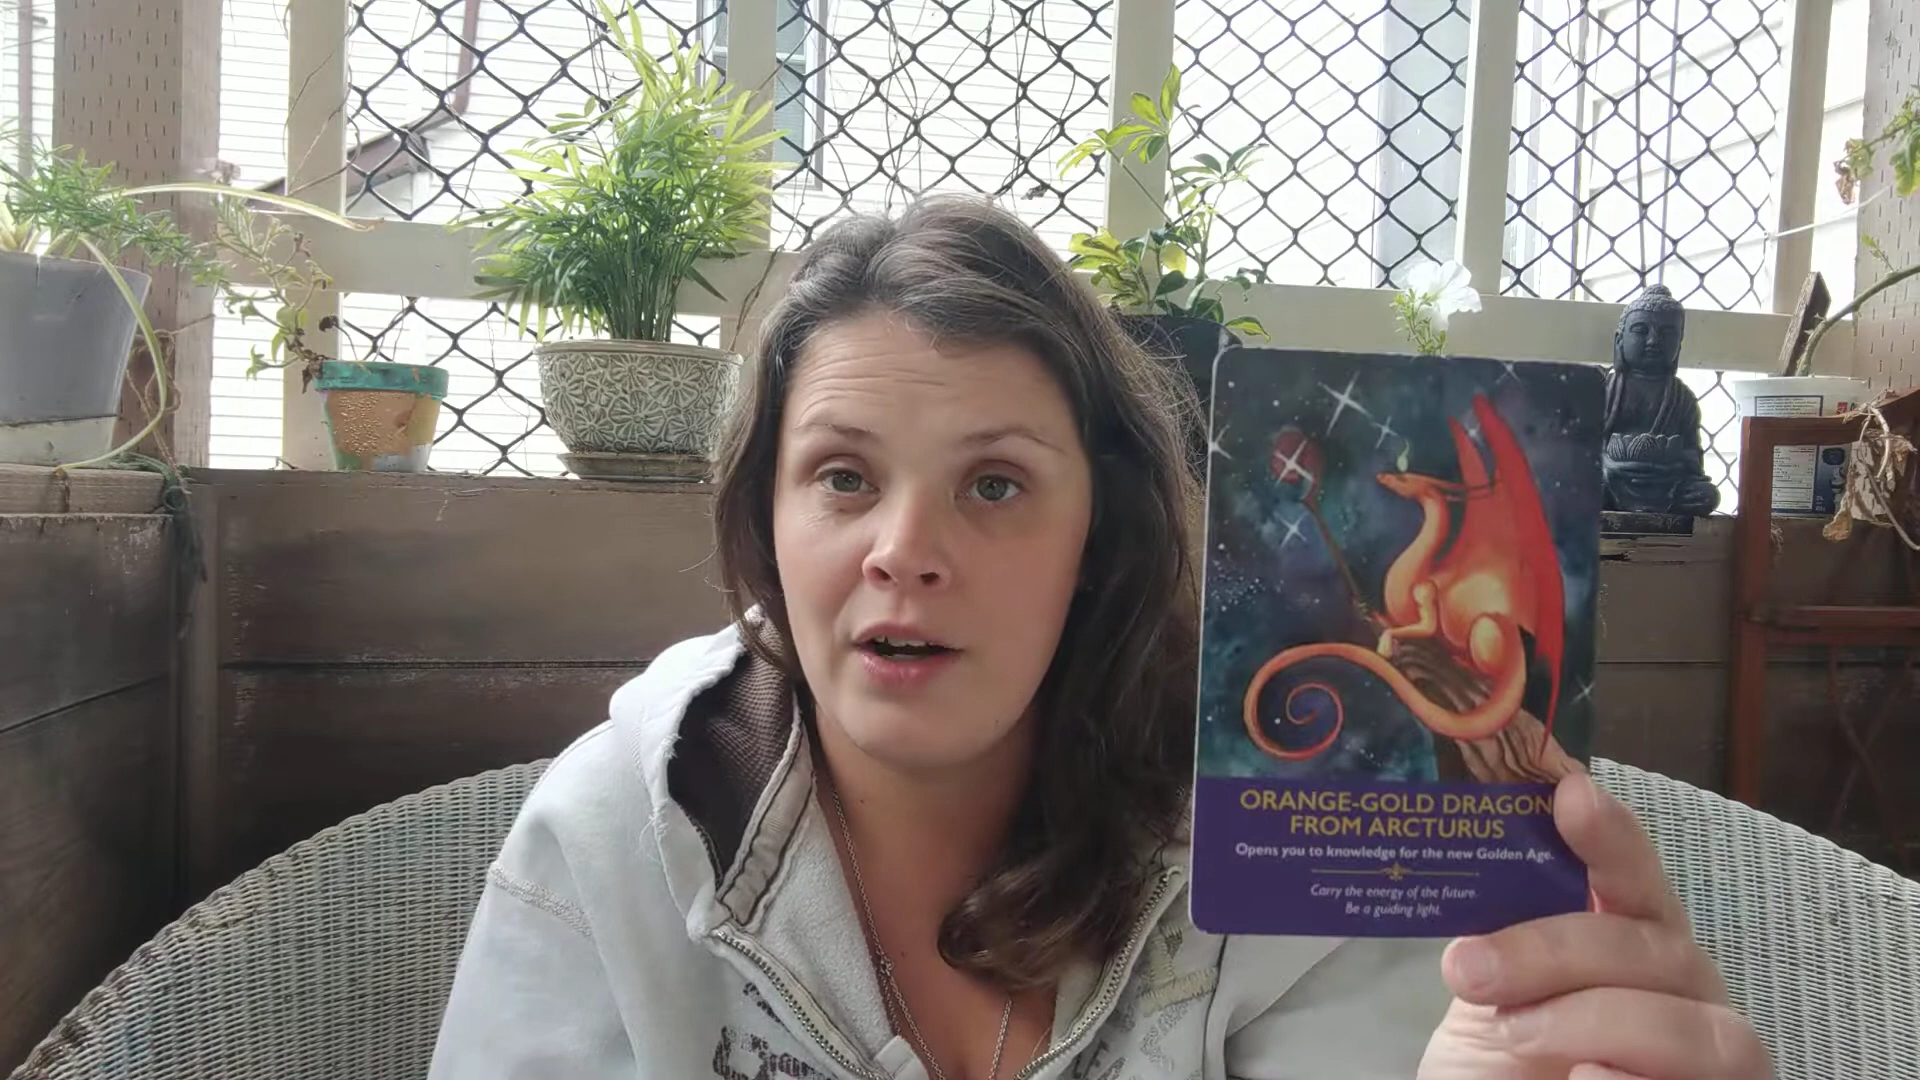 ORANGE-GOLD DRAGON
FROM ARCTURUS
Opens you to knowledge for the new Golden Age.
Carry the energy of the future.
Be a guiding light.